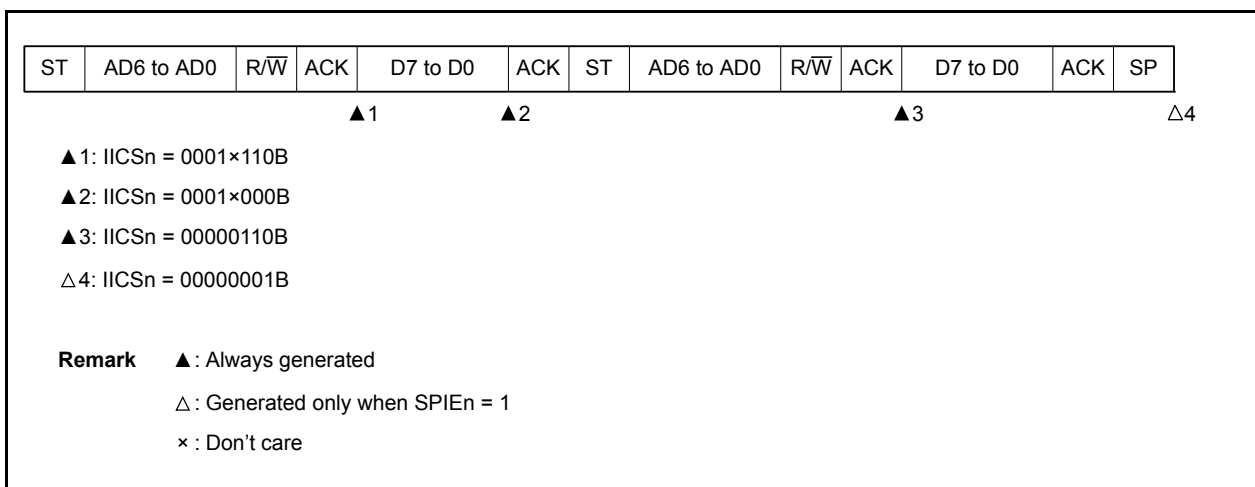 ST AD6 to AD0 R/W̅ ACK D7 to D0 ACK ST AD6 to AD0 R/W̅ ACK D7 to D0 ACK SP
▲1 ▲2 ▲3 △4
▲1: IICSn = 0001×110B
▲2: IICSn = 0001×000B
▲3: IICSn = 00000110B
△4: IICSn = 00000001B
Remark ▲: Always generated
△: Generated only when SPIEn = 1
×: Don't care